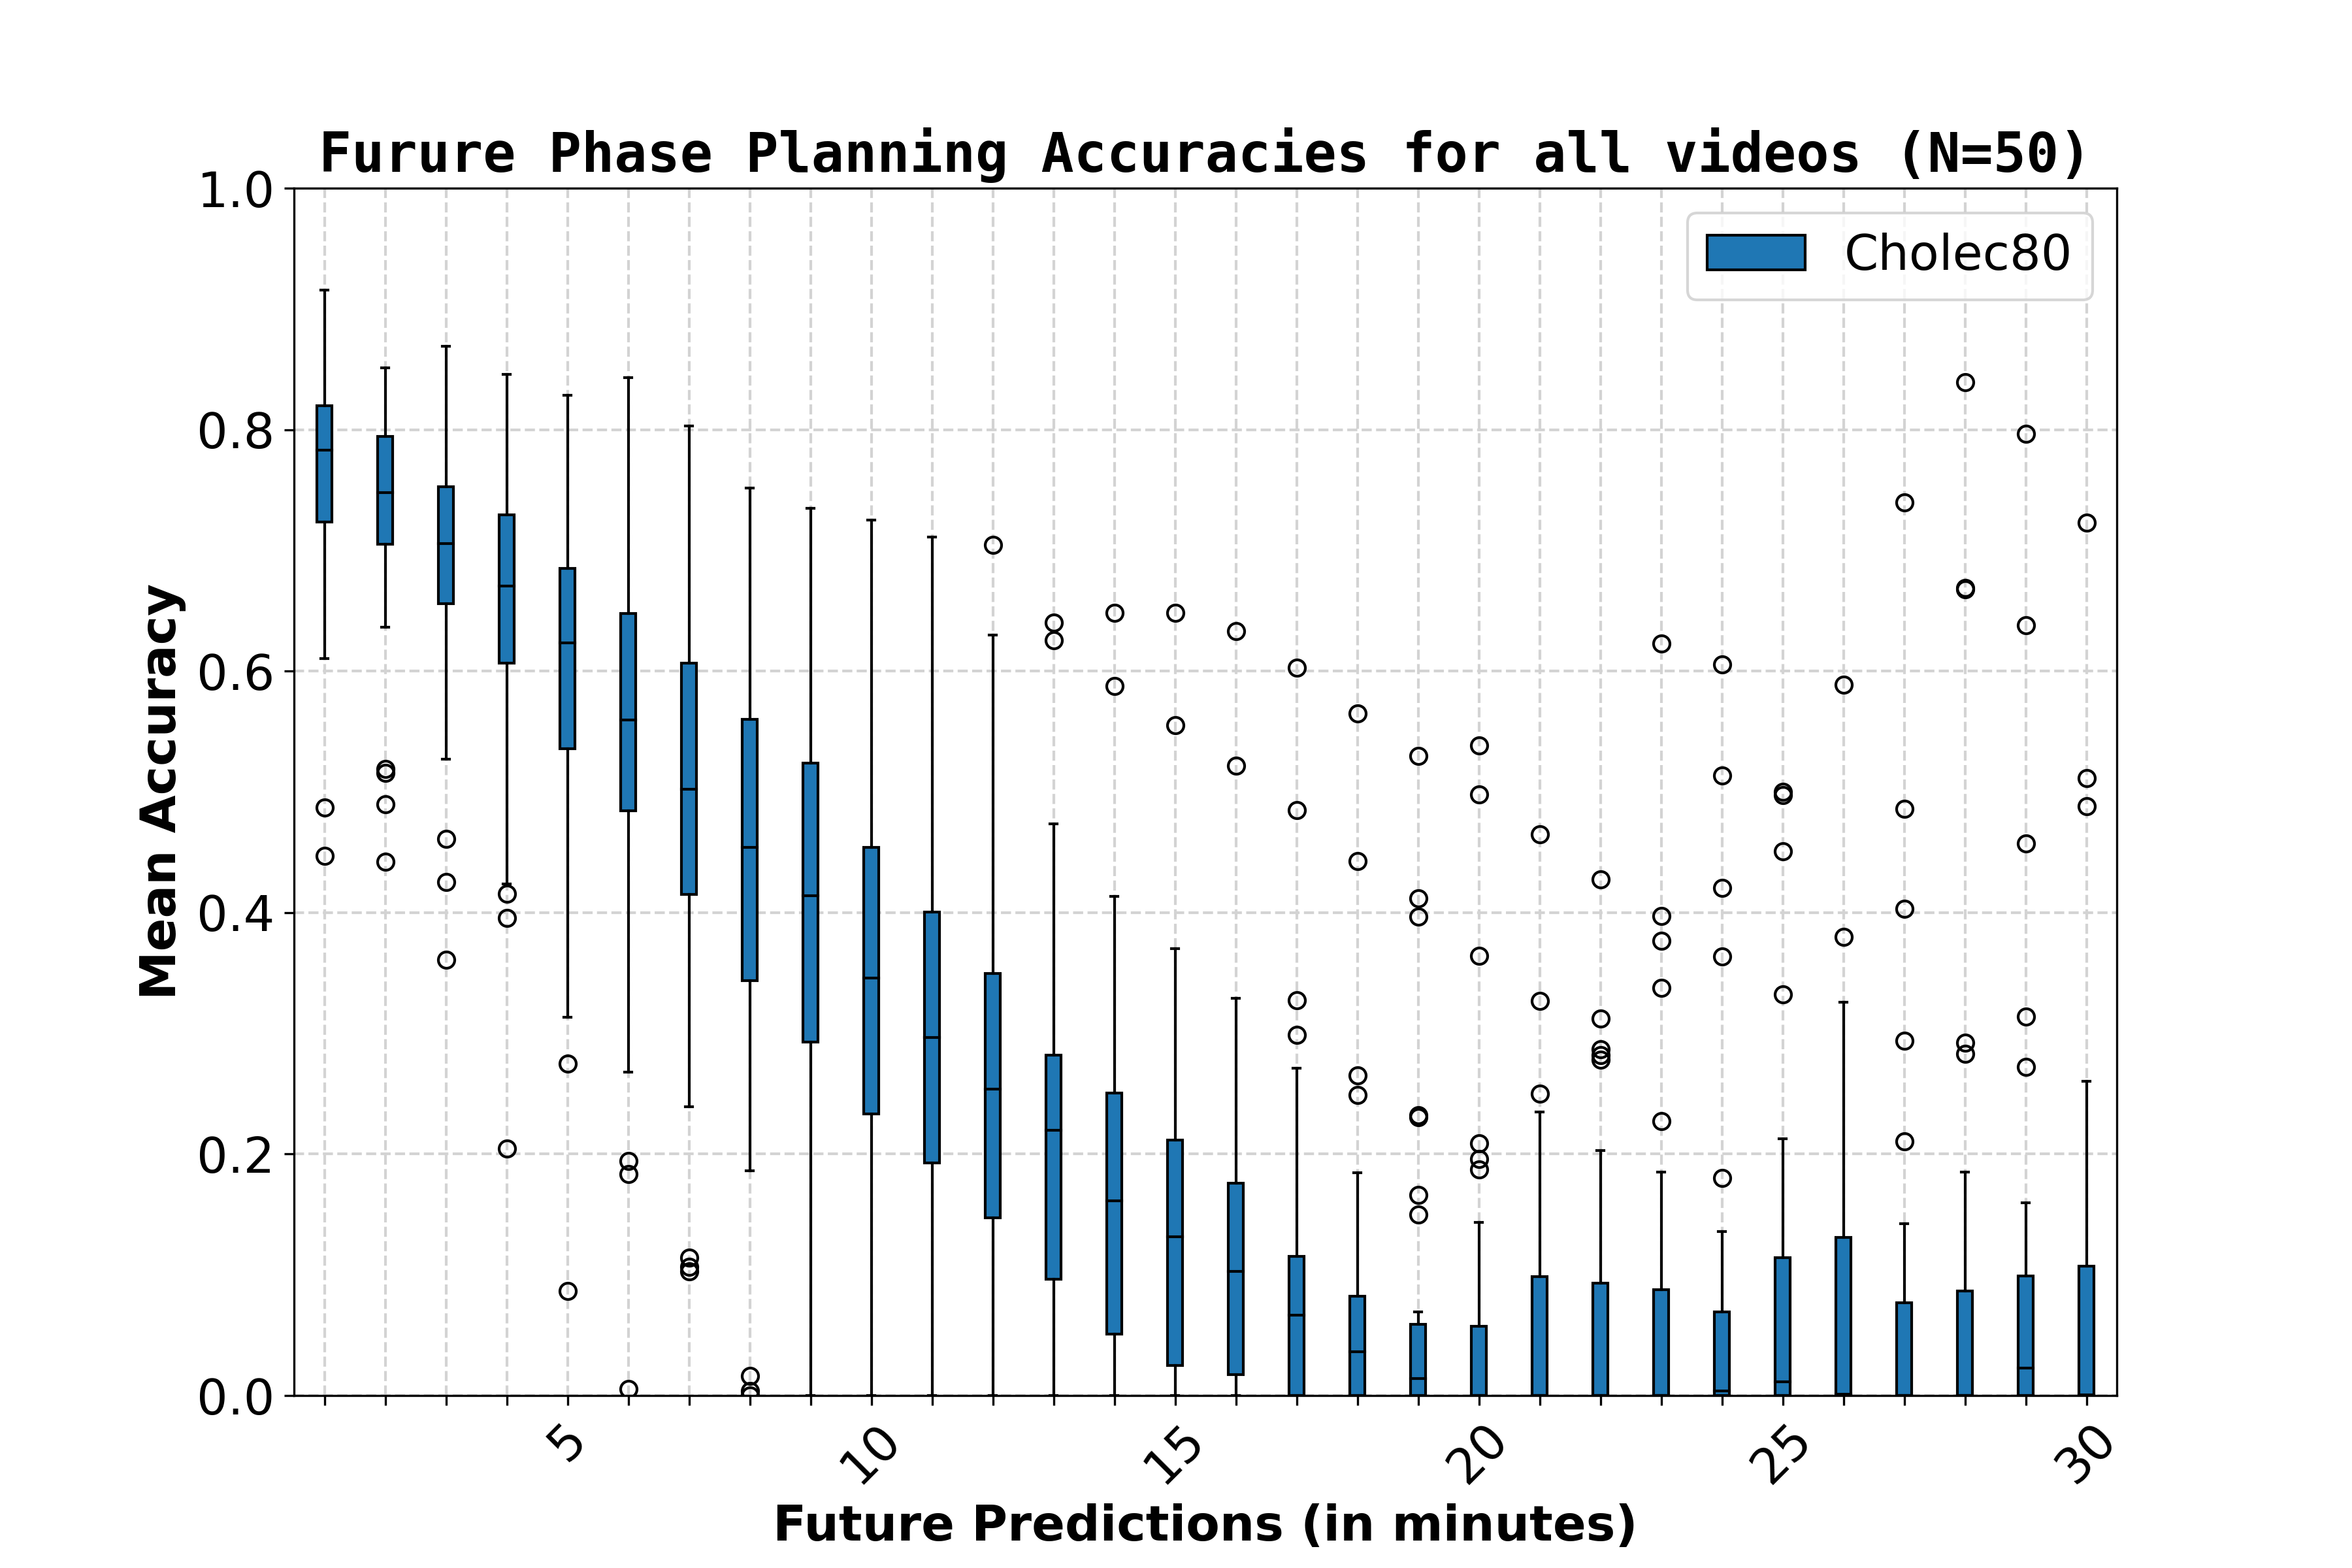 Furure Phase Planning Accuracies for all videos (N=50)
Cholec80
Mean Accuracy
1.0
0.8
0.6
0.4
0.2
0.0
5 10 15 20 25 30
Future Predictions (in minutes)